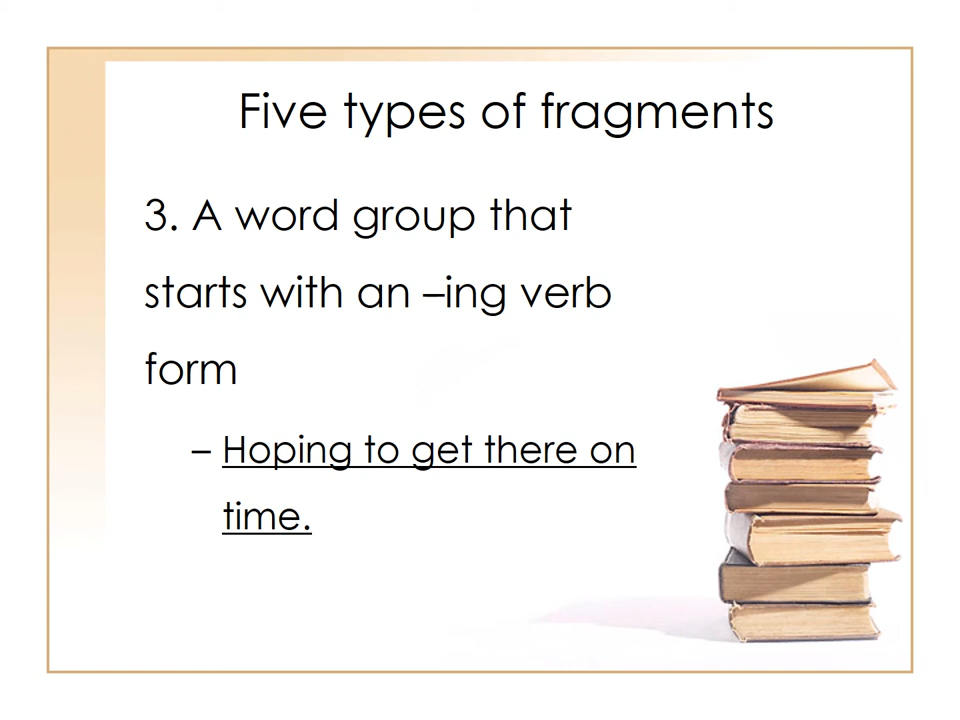 Five types of fragments
3. A word group that
starts with an –ing verb
form
– Hoping to get there on
time.